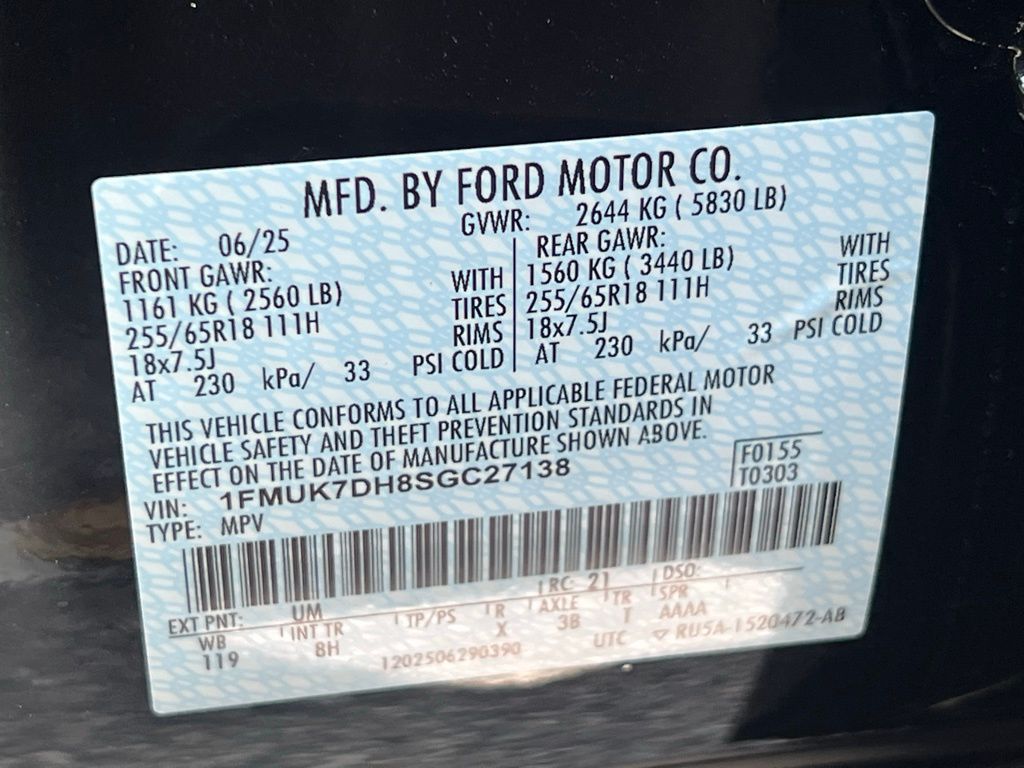 MFD. BY FORD MOTOR CO.
DATE: 06/25 GVWR: 2644 KG ( 5830 LB)
FRONT GAWR: REAR GAWR:
1161 KG ( 2560 LB) WITH 1560 KG ( 3440 LB) WITH
255/65R18 111H TIRES 255/65R18 111H TIRES
18x7.5J RIMS 18x7.5J RIMS
AT 230 kPa/ 33 PSI COLD AT 230 kPa/ 33 PSI COLD
THIS VEHICLE CONFORMS TO ALL APPLICABLE FEDERAL MOTOR
VEHICLE SAFETY AND THEFT PREVENTION STANDARDS IN
EFFECT ON THE DATE OF MANUFACTURE SHOWN ABOVE.
VIN: 1FMUK7DH8SGC27138 F0155
TYPE: MPV T0303
EXT PNT: UM RC: 21 DSO:
WB INT TR TP/PS R AXLE TR SPR
119 8H X 3B T AAAA
1202506290390 UTC ▽ RU5A-1520472-AB